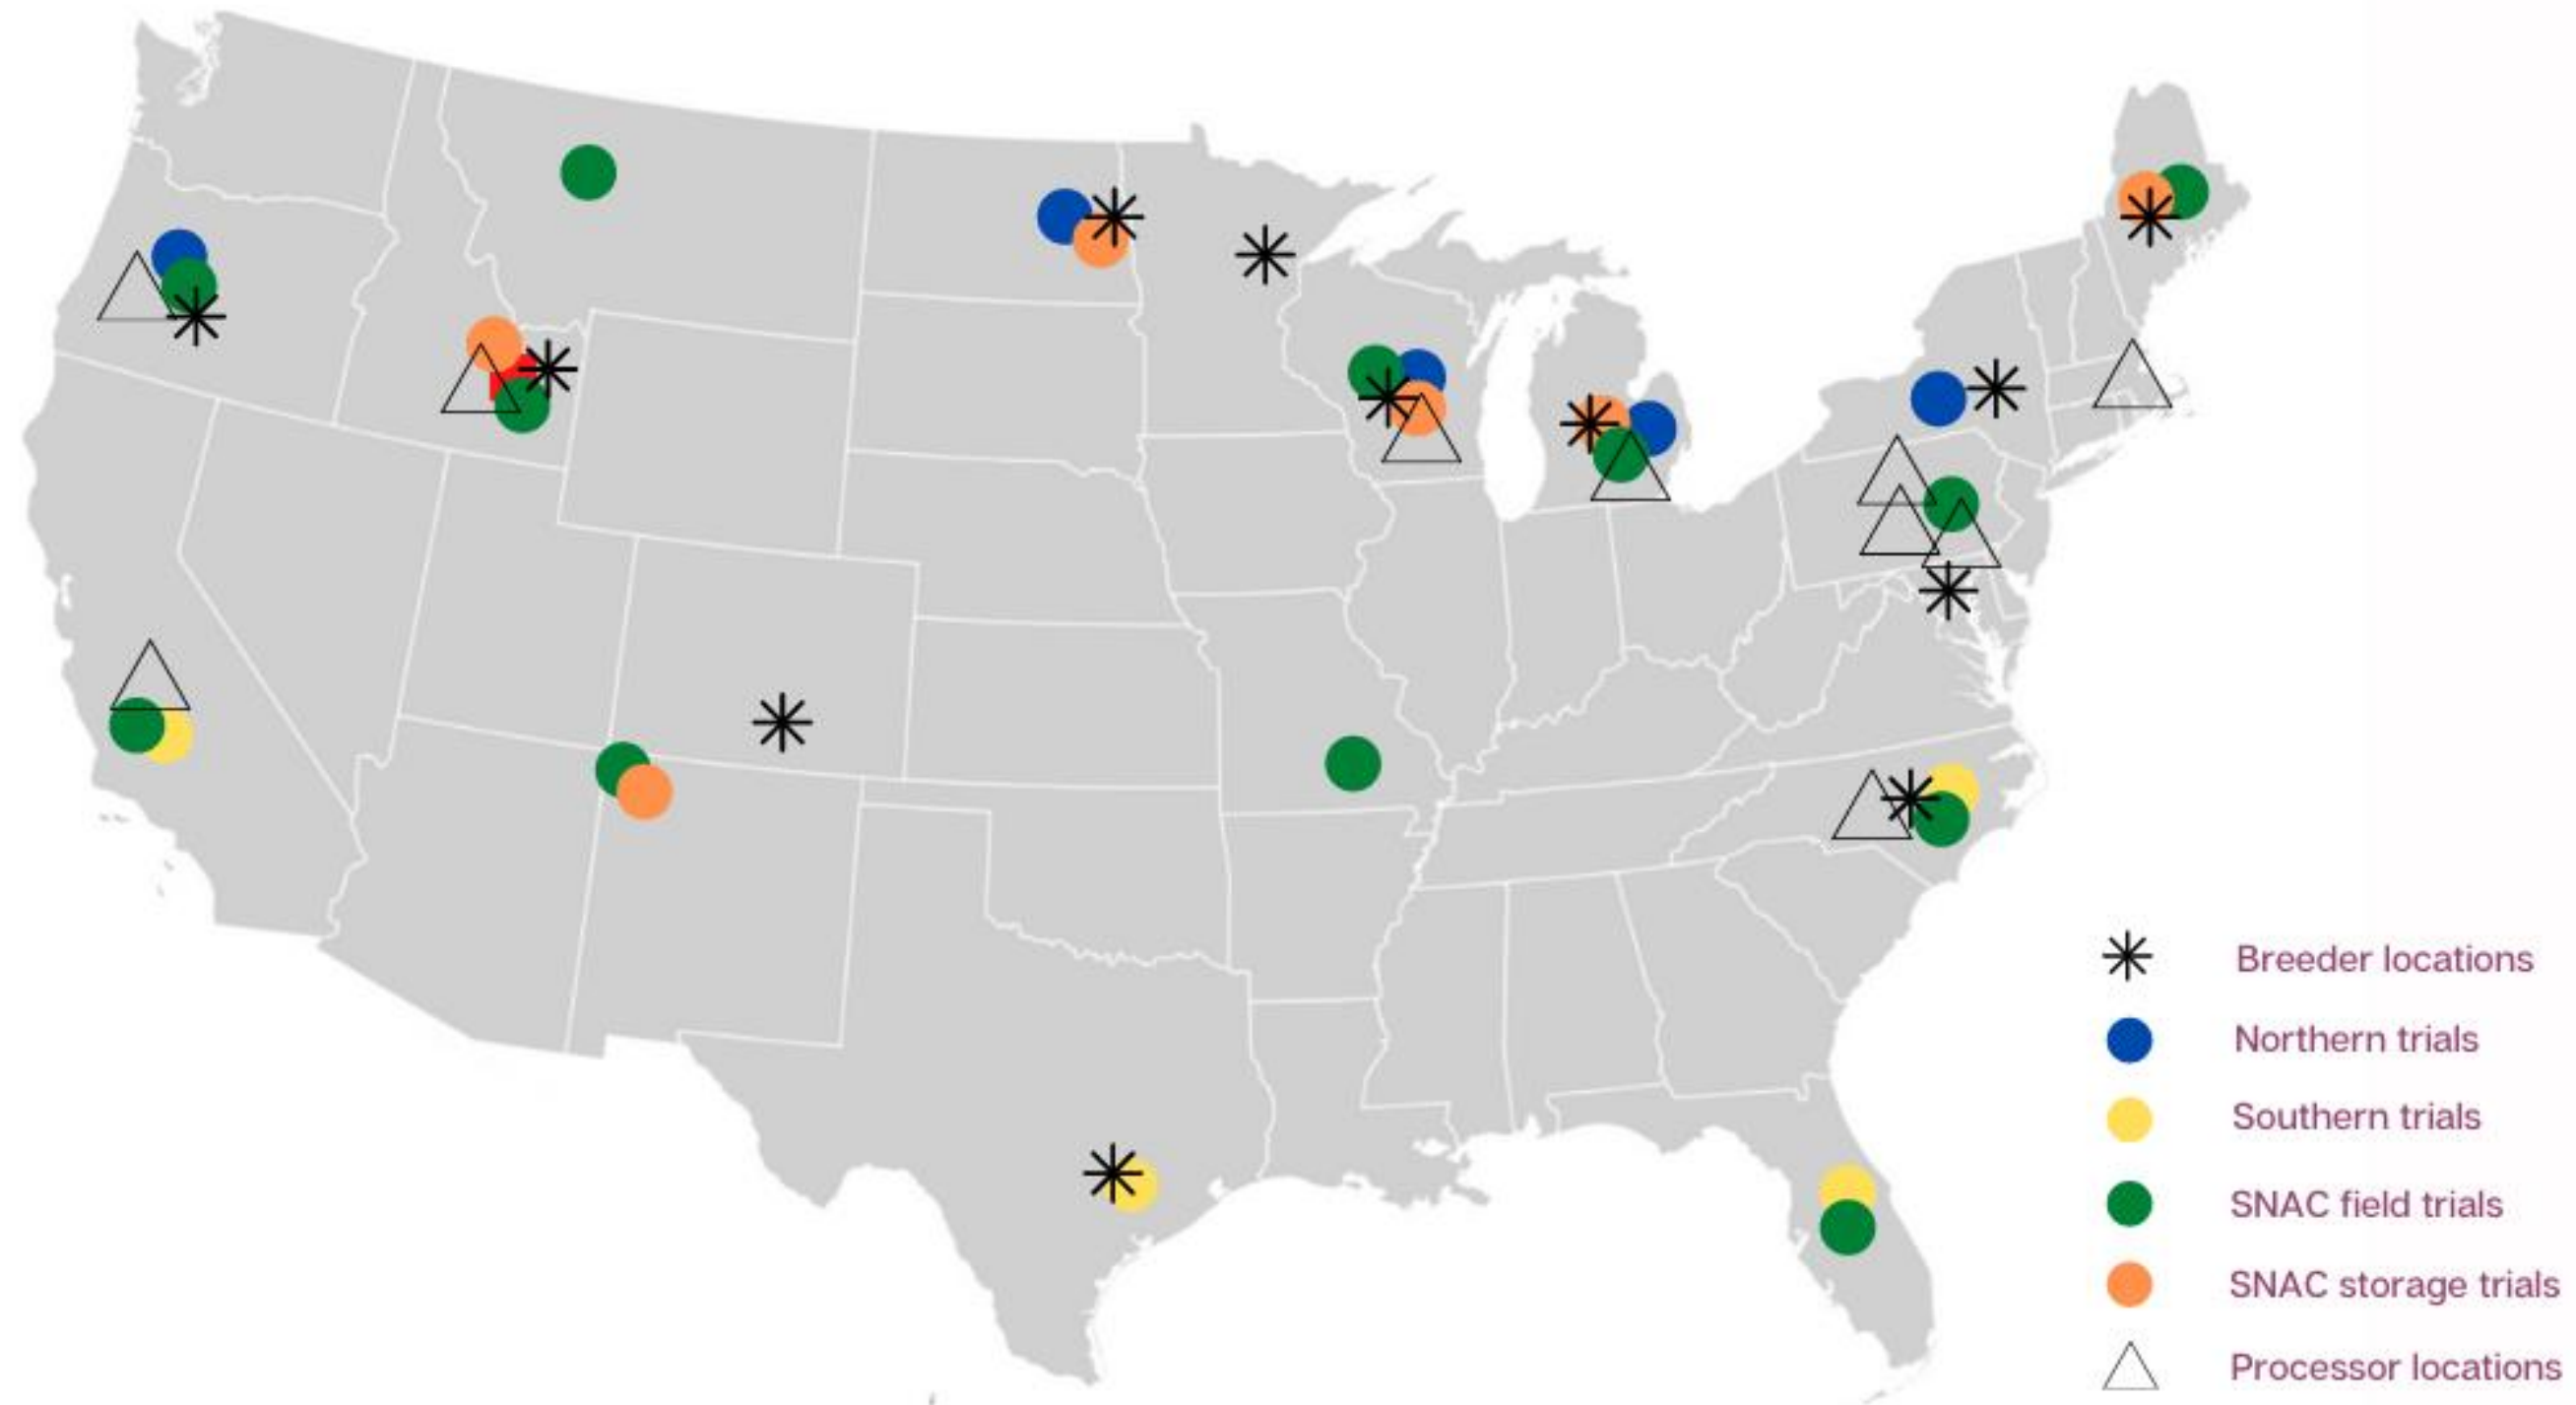 Breeder locations
Northern trials
Southern trials
SNAC field trials
SNAC storage trials
Processor locations